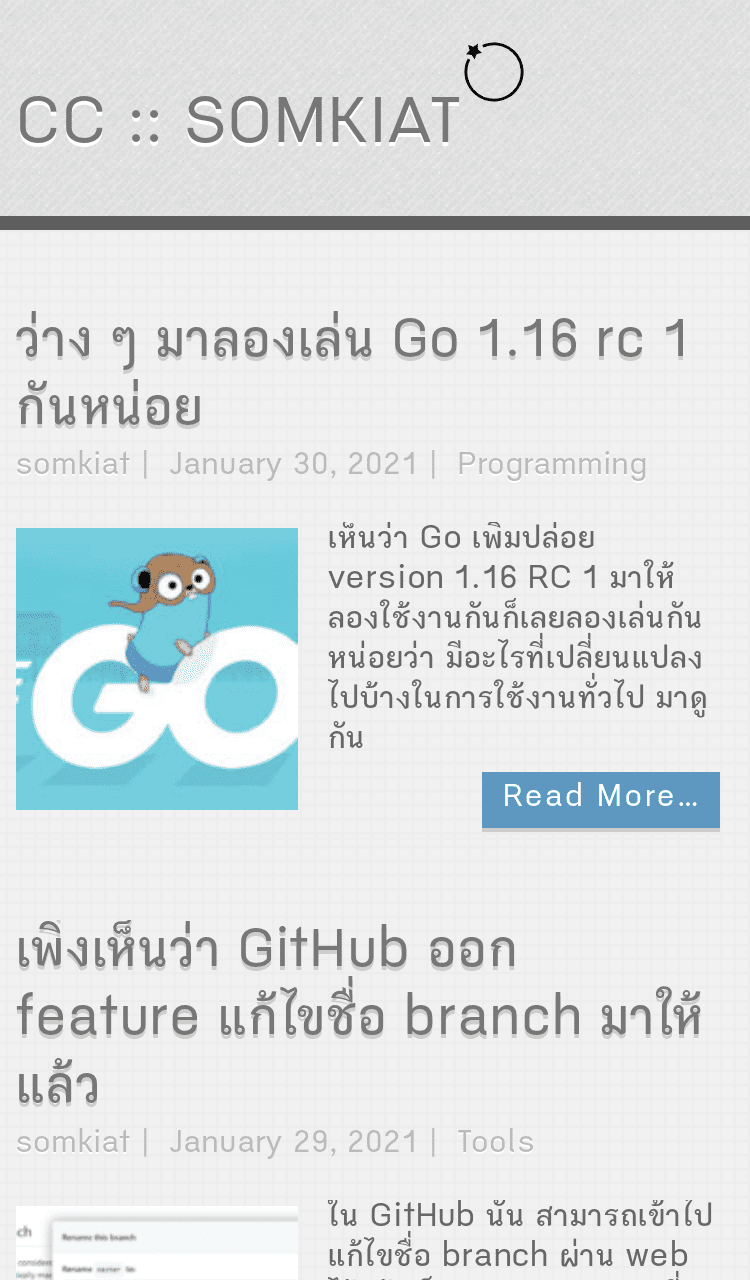 CC :: SOMKIAT
ว่าง ๆ มาลองเล่น Go 1.16 rc 1
กันหน่อย
somkiat | January 30, 2021 | Programming
เห็นว่า Go เพิ่มปล่อย
version 1.16 RC 1 มาให้
ลองใช้งานกันก็เลยลองเล่นกัน
หน่อยว่า มีอะไรที่เปลี่ยนแปลง
ไปบ้างในการใช้งานทั่วไป มาดู
กัน
GO
Read More...
เพิ่งเห็นว่า GitHub ออก
feature แก้ไขชื่อ branch มาให้
แล้ว
somkiat | January 29, 2021 | Tools
ใน GitHub นั้น สามารถเข้าไป
แก้ไขชื่อ branch ผ่าน web
Rename this branch